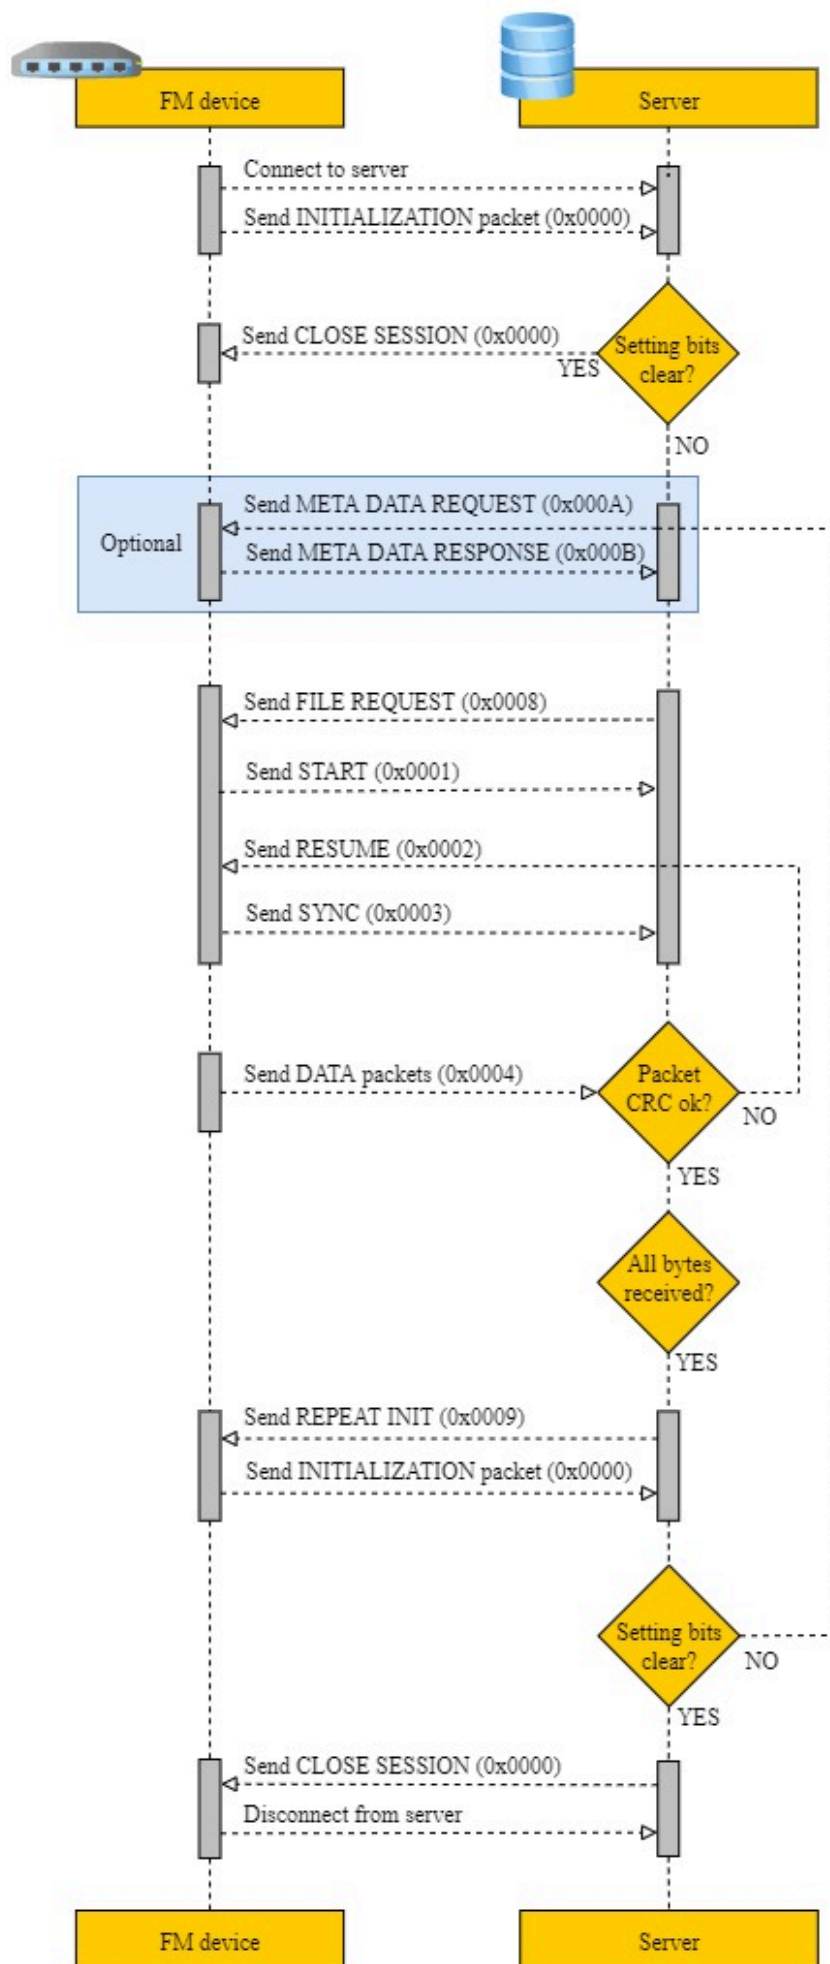 FM device
Server
Connect to server
Send INITIALIZATION packet (0x0000)
Send CLOSE SESSION (0x0000)
Setting bits
clear?
YES
NO
Send META DATA REQUEST (0x000A)
Optional
Send META DATA RESPONSE (0x000B)
Send FILE REQUEST (0x0008)
Send START (0x0001)
Send RESUME (0x0002)
Send SYNC (0x0003)
Send DATA packets (0x0004)
Packet
CRC ok?
NO
YES
All bytes
received?
YES
Send REPEAT INIT (0x0009)
Send INITIALIZATION packet (0x0000)
Setting bits
clear?
NO
YES
Send CLOSE SESSION (0x0000)
Disconnect from server
FM device
Server